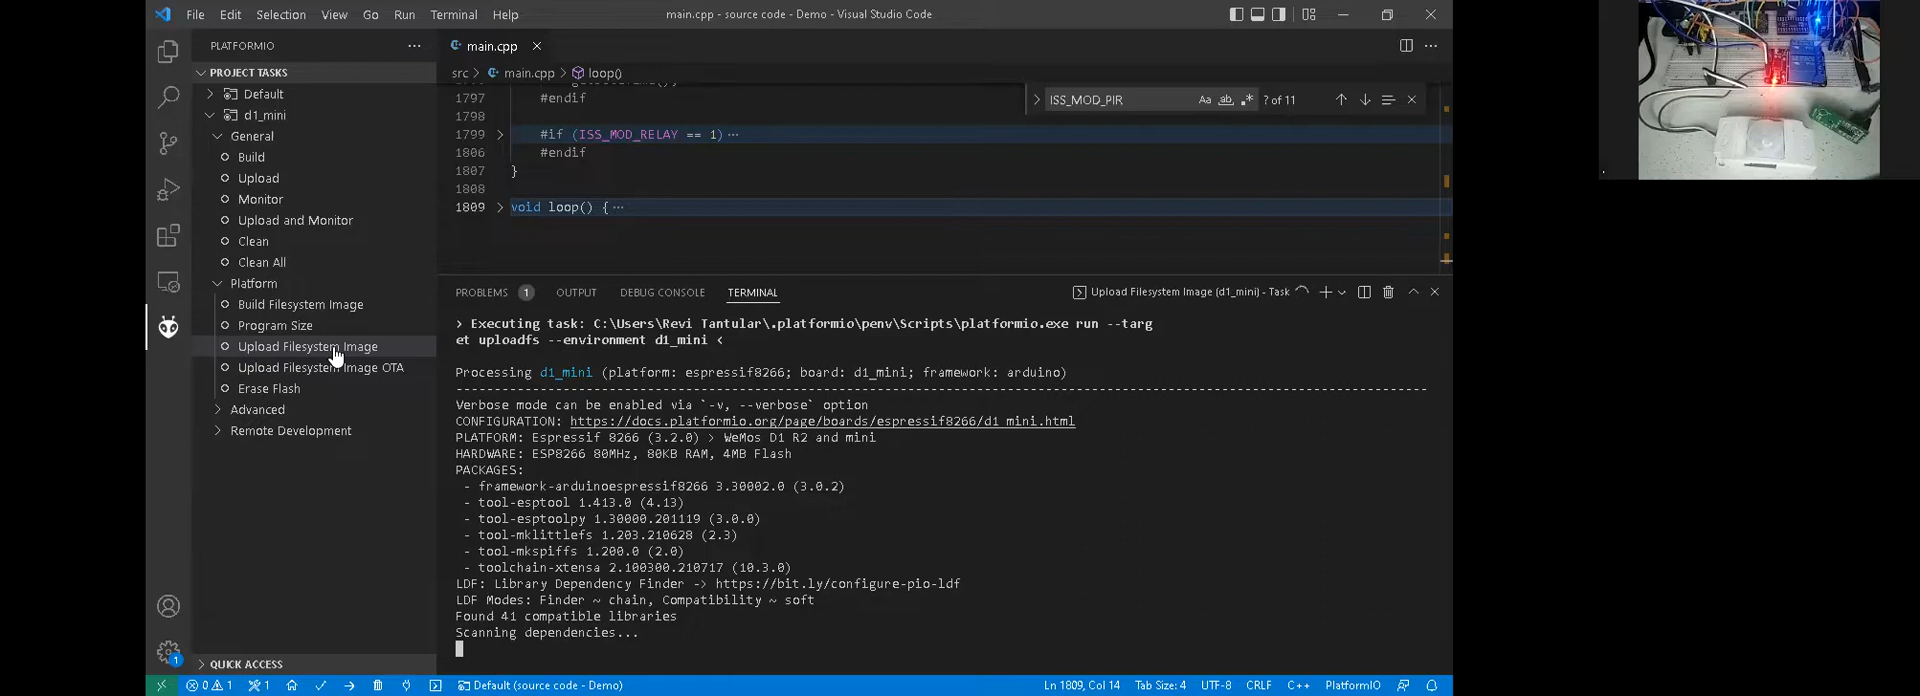 File Edit Selection View Go Run Terminal Help
main.cpp - source code - Demo - Visual Studio Code
PLATFORMIO
PROJECT TASKS
Default
d1_mini
General
Build
Upload
Monitor
Upload and Monitor
Clean
Clean All
Platform
Build Filesystem Image
Program Size
Upload Filesystem Image
Upload Filesystem Image OTA
Erase Flash
Advanced
Remote Development
QUICK ACCESS
main.cpp
src > main.cpp > loop()
ISS_MOD_PIR
Aa ab .* ? of 11
1797 #endif
1798
1799 #if (ISS_MOD_RELAY == 1) ...
1806 #endif
1807 }
1808
1809 void loop() { ...
PROBLEMS 1 OUTPUT DEBUG CONSOLE TERMINAL
Upload Filesystem Image (d1_mini) - Task
> Executing task: C:\Users\Revi Tantular\.platformio\penv\Scripts\platformio.exe run --targ
et uploadfs --environment d1_mini <
Processing d1_mini (platform: espressif8266; board: d1_mini; framework: arduino)
Verbose mode can be enabled via `-v, --verbose` option
CONFIGURATION: https://docs.platformio.org/page/boards/espressif8266/d1_mini.html
PLATFORM: Espressif 8266 (3.2.0) > WeMos D1 R2 and mini
HARDWARE: ESP8266 80MHz, 80KB RAM, 4MB Flash
PACKAGES:
- framework-arduinoespressif8266 3.30002.0 (3.0.2)
- tool-esptool 1.413.0 (4.13)
- tool-esptoolpy 1.30000.201119 (3.0.0)
- tool-mklittlefs 1.203.210628 (2.3)
- tool-mkspiffs 1.200.0 (2.0)
- toolchain-xtensa 2.100300.210717 (10.3.0)
LDF: Library Dependency Finder -> https://bit.ly/configure-pio-ldf
LDF Modes: Finder ~ chain, Compatibility ~ soft
Found 41 compatible libraries
Scanning dependencies...
1
0 1 1 Default (source code - Demo) Ln 1809, Col 14 Tab Size: 4 UTF-8 CRLF C++ PlatformIO